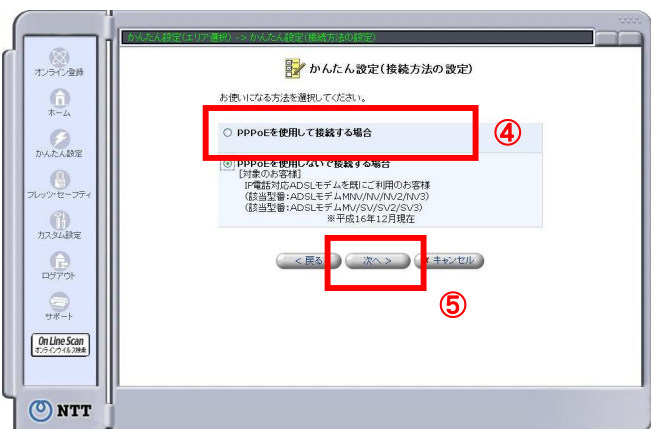 かんたん設定(エリア選択) -> かんたん設定(接続方法の設定)
オンライン登録
ホーム
かんたん設定
フレッツ・セーフティ
カスタム設定
ログアウト
サポート
On Line Scan
オンラインウイルス検索
NTT
かんたん設定(接続方法の設定)
お使いになる方法を選択してください。
PPPoEを使用して接続する場合
④
PPPoEを使用しないで接続する場合
[対象のお客様]
IP電話対応ADSLモデムを既にご利用のお客様
(該当型番:ADSLモデムMNV/NV/NV2/NV3)
(該当型番:ADSLモデムMV/SV/SV2/SV3)
※平成16年12月現在
< 戻る
次へ >
キャンセル
⑤